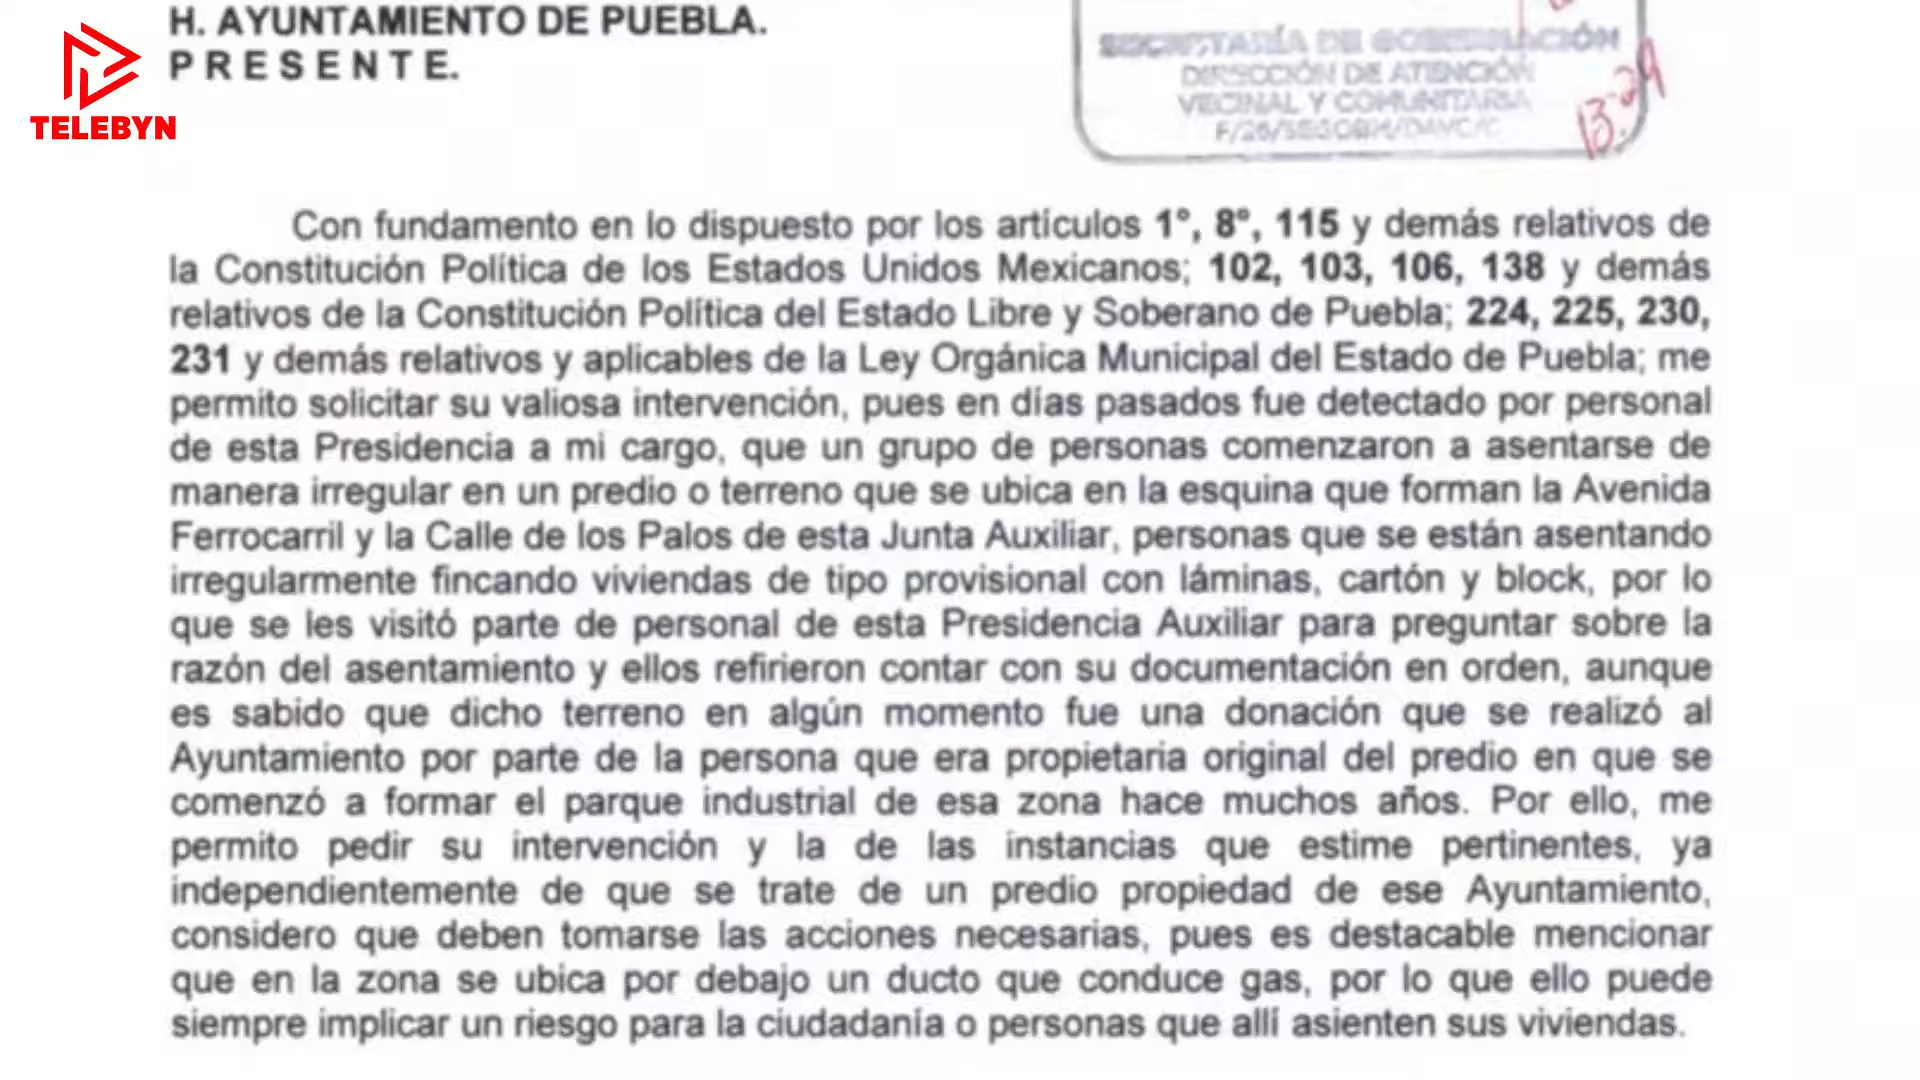 H. AYUNTAMIENTO DE PUEBLA.
P R E S E N T E.
TELEBYN
SECRETARÍA DE GOBERNACIÓN
DIRECCIÓN DE ATENCIÓN
VECINAL Y COMUNITARIA
F/26/SEGOBM/DAVC/C
13:29
Con fundamento en lo dispuesto por los artículos 1°, 8°, 115 y demás relativos de
la Constitución Política de los Estados Unidos Mexicanos; 102, 103, 106, 138 y demás
relativos de la Constitución Política del Estado Libre y Soberano de Puebla; 224, 225, 230,
231 y demás relativos y aplicables de la Ley Orgánica Municipal del Estado de Puebla; me
permito solicitar su valiosa intervención, pues en días pasados fue detectado por personal
de esta Presidencia a mi cargo, que un grupo de personas comenzaron a asentarse de
manera irregular en un predio o terreno que se ubica en la esquina que forman la Avenida
Ferrocarril y la Calle de los Palos de esta Junta Auxiliar, personas que se están asentando
irregularmente fincando viviendas de tipo provisional con láminas, cartón y block, por lo
que se les visitó parte de personal de esta Presidencia Auxiliar para preguntar sobre la
razón del asentamiento y ellos refirieron contar con su documentación en orden, aunque
es sabido que dicho terreno en algún momento fue una donación que se realizó al
Ayuntamiento por parte de la persona que era propietaria original del predio en que se
comenzó a formar el parque industrial de esa zona hace muchos años. Por ello, me
permito pedir su intervención y la de las instancias que estime pertinentes, ya
independientemente de que se trate de un predio propiedad de ese Ayuntamiento,
considero que deben tomarse las acciones necesarias, pues es destacable mencionar
que en la zona se ubica por debajo un ducto que conduce gas, por lo que ello puede
siempre implicar un riesgo para la ciudadanía o personas que allí asienten sus viviendas.